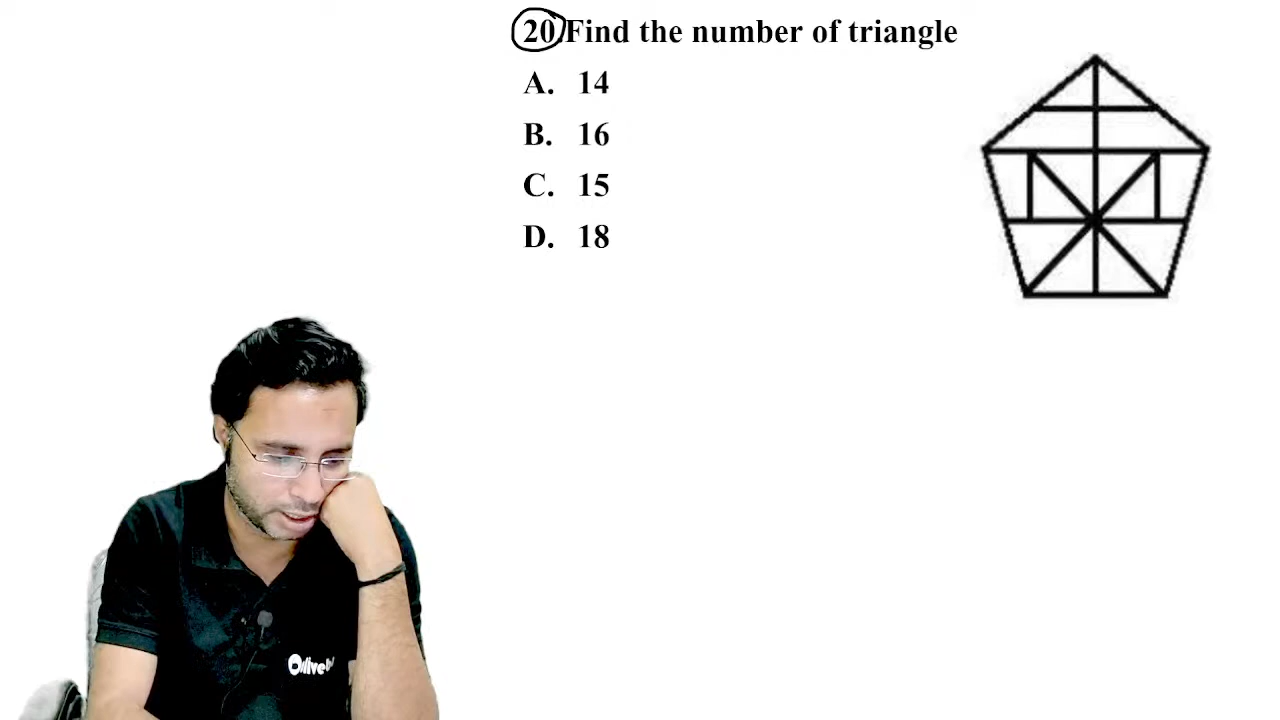 20.Find the number of triangle
A. 14
B. 16
C. 15
D. 18